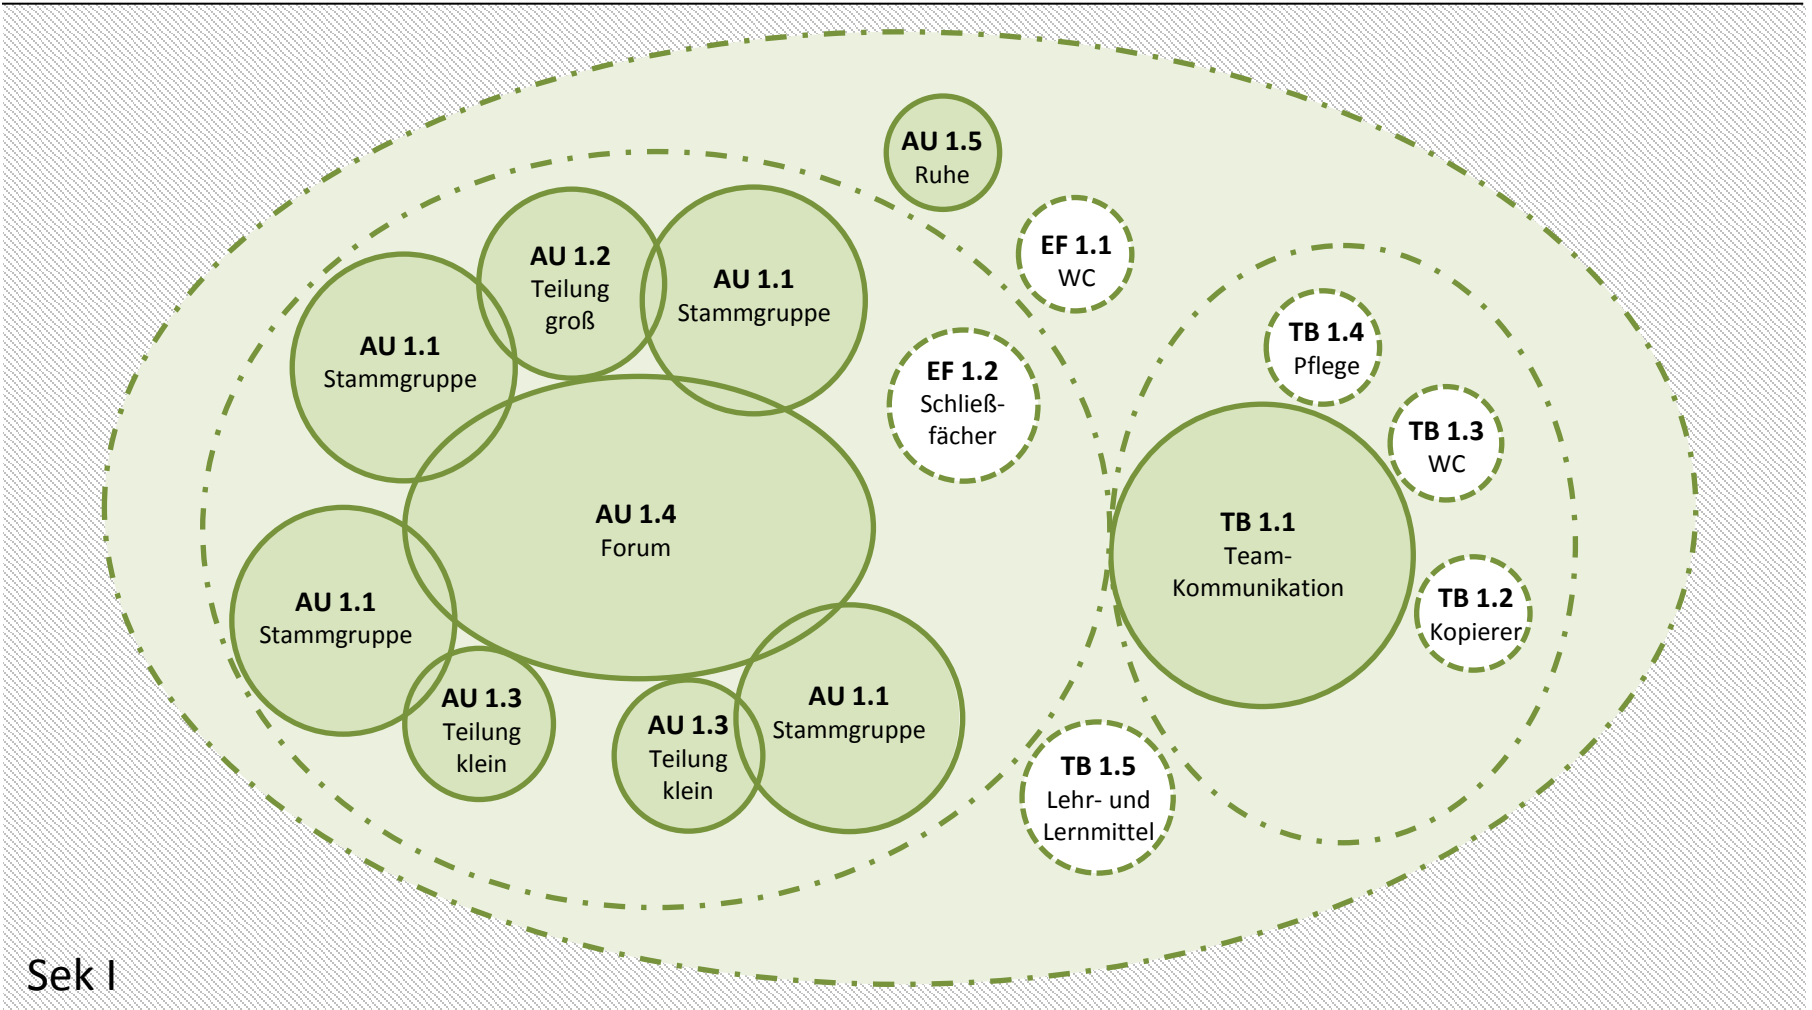 AU 1.5
Ruhe
EF 1.1
WC
AU 1.2
Teilung
groß
AU 1.1
Stammgruppe
AU 1.1
Stammgruppe
EF 1.2
Schließ-
fächer
TB 1.4
Pflege
TB 1.3
WC
AU 1.4
Forum
TB 1.1
Team-
Kommunikation
TB 1.2
Kopierer
AU 1.1
Stammgruppe
AU 1.3
Teilung
klein
AU 1.3
Teilung
klein
AU 1.1
Stammgruppe
TB 1.5
Lehr- und
Lernmittel
Sek I